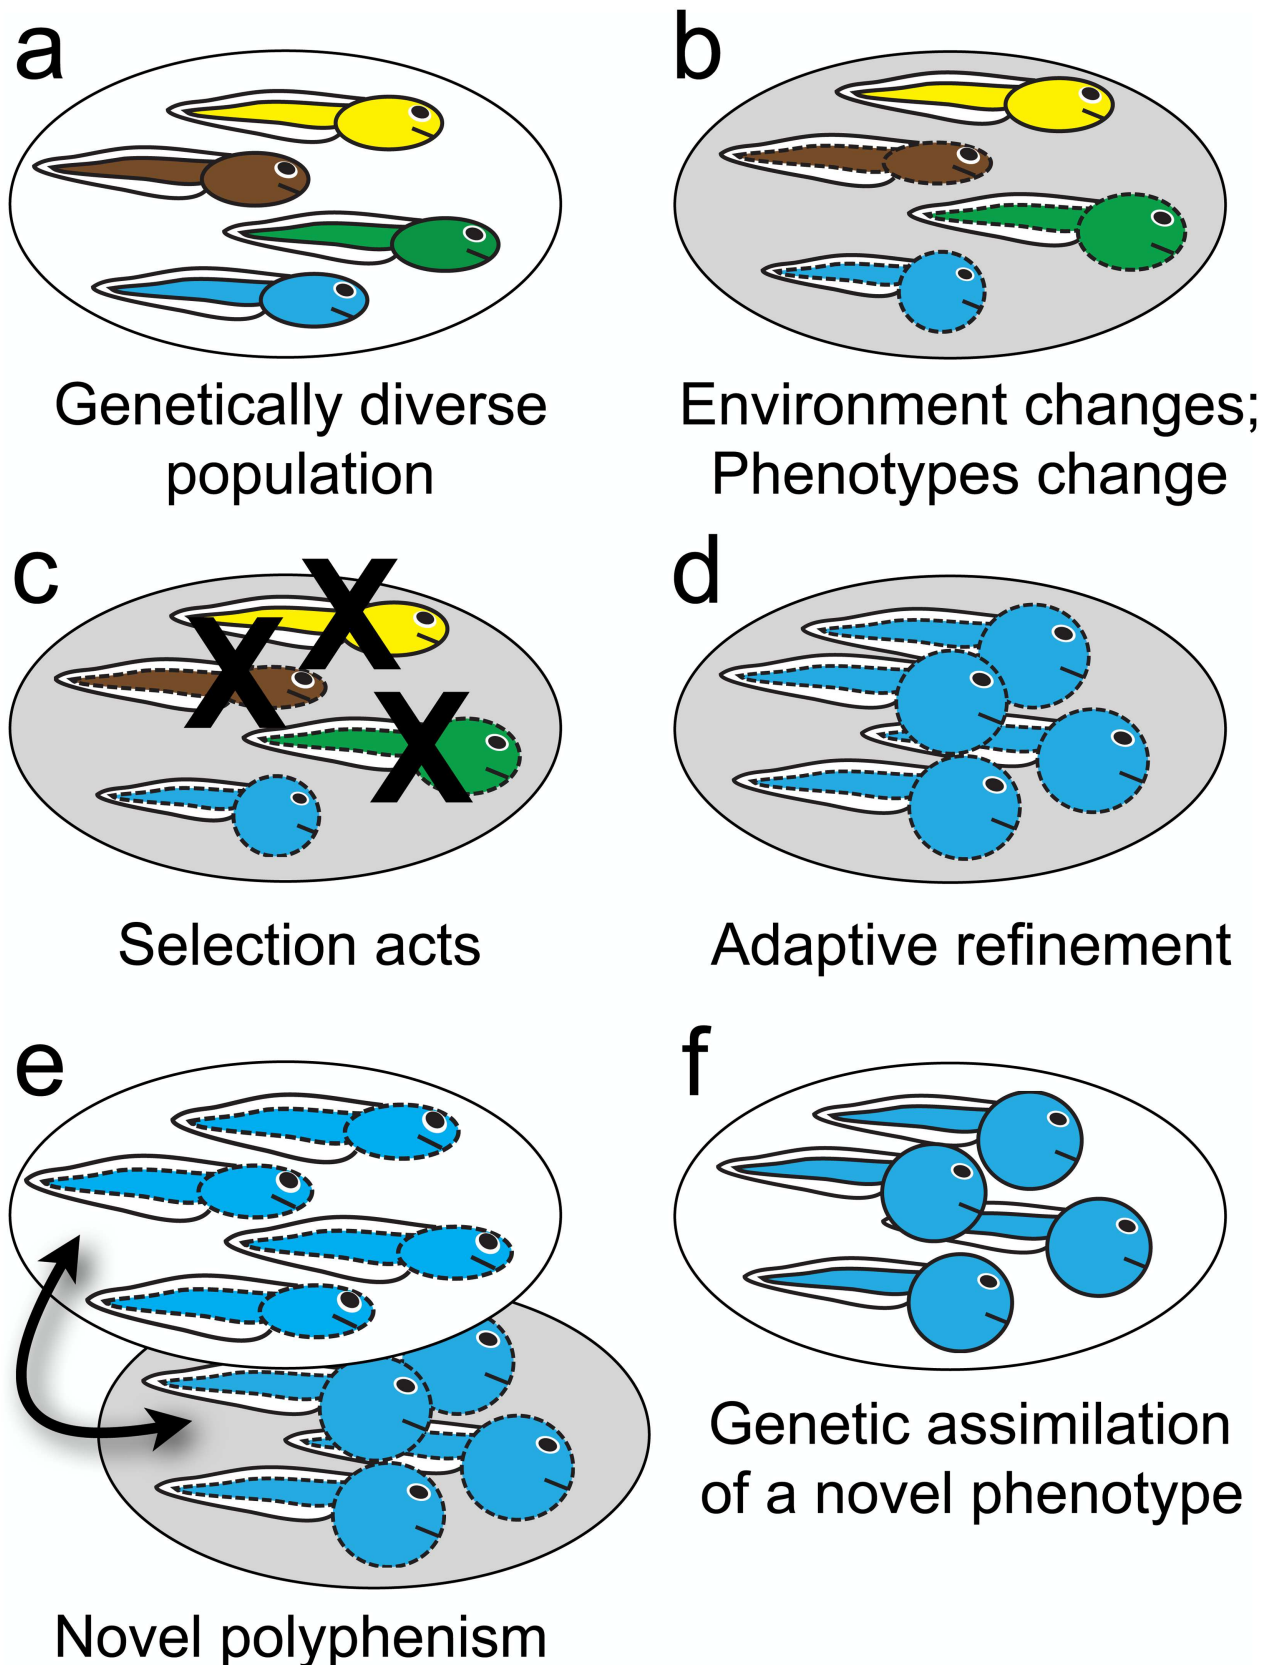 a
b
Genetically diverse
population
Environment changes;
Phenotypes change
c
d
Selection acts
Adaptive refinement
e
f
Genetic assimilation
of a novel phenotype
Novel polyphenism